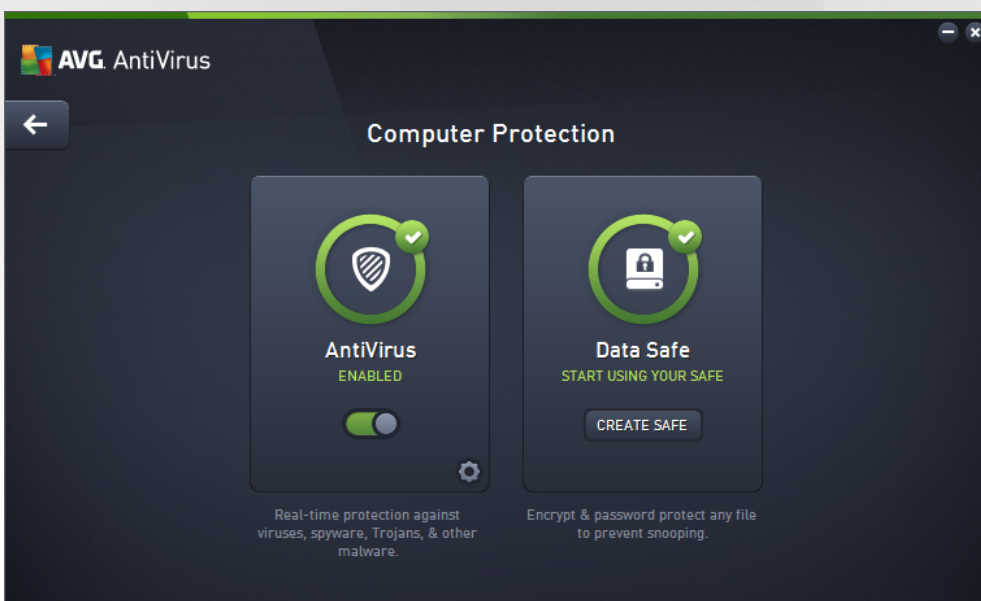 AVG. AntiVirus
Computer Protection
AntiVirus
ENABLED
Real-time protection against
viruses, spyware, Trojans, & other
malware.
Data Safe
START USING YOUR SAFE
CREATE SAFE
Encrypt & password protect any file
to prevent snooping.